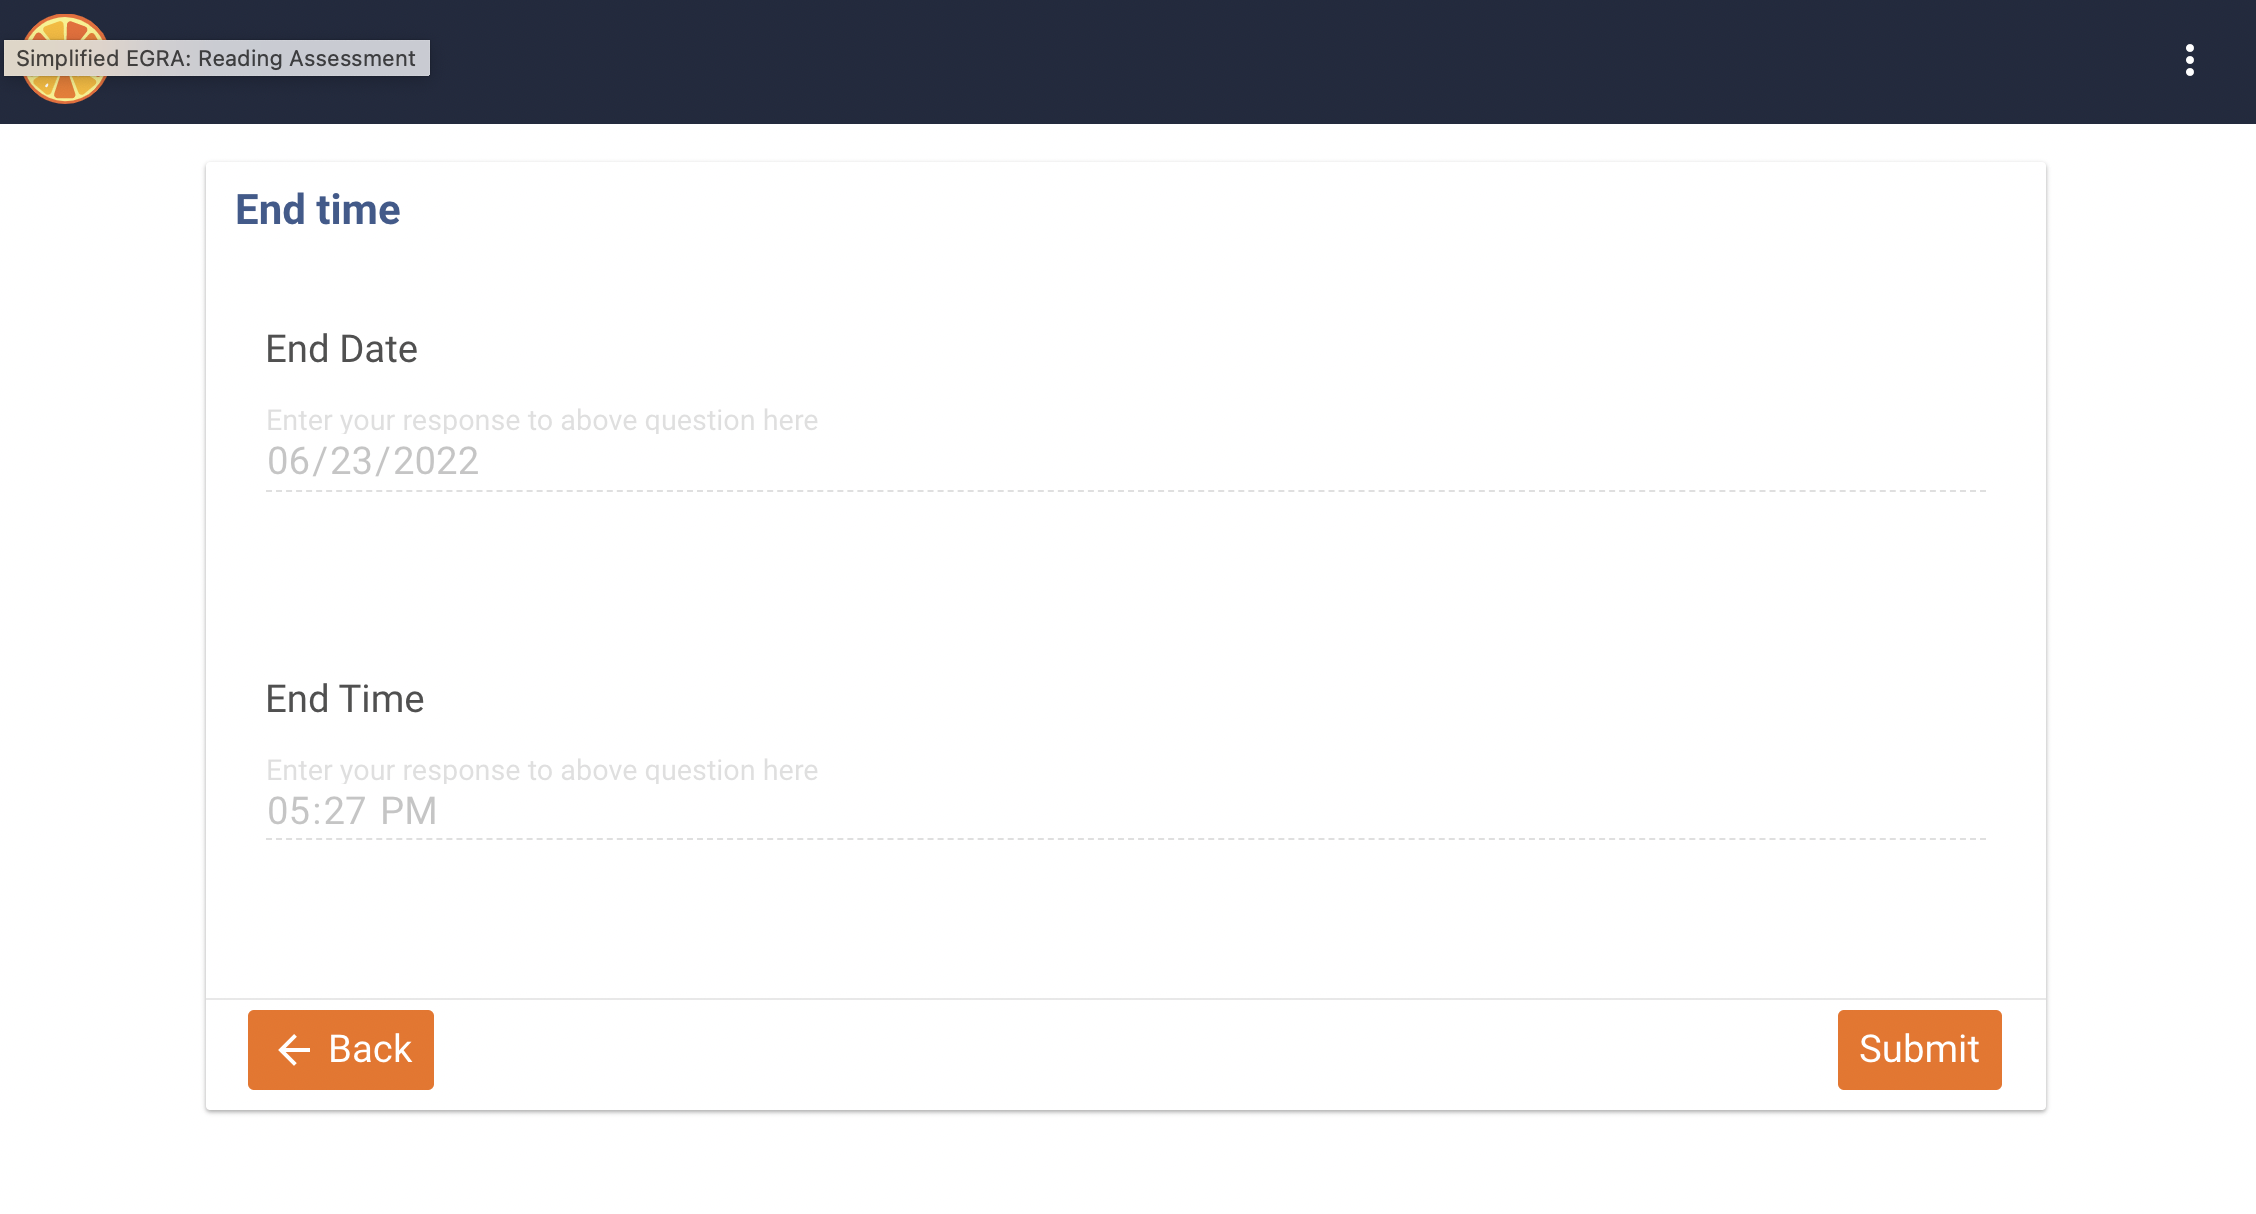 Simplified EGRA: Reading Assessment
End time
End Date
Enter your response to above question here
06/23/2022
End Time
Enter your response to above question here
05:27 PM
Back
Submit